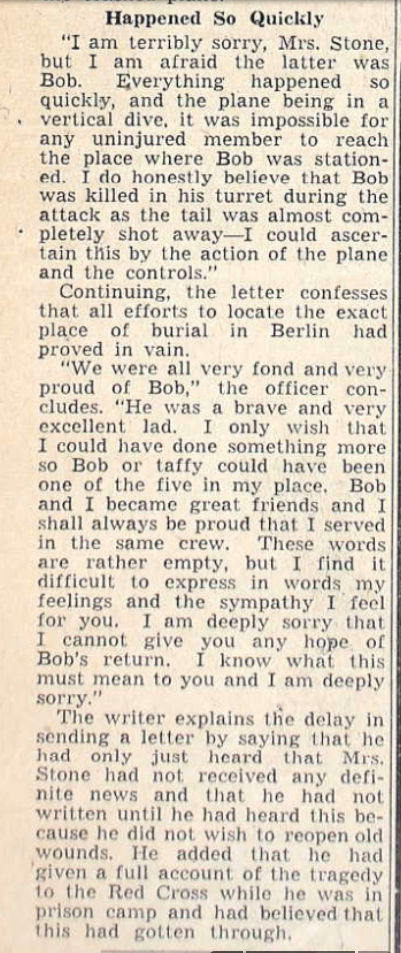 Happened So Quickly
"I am terribly sorry, Mrs. Stone,
but I am afraid the latter was
Bob. Everything happened so
quickly, and the plane being in a
vertical dive, it was impossible for
any uninjured member to reach
the place where Bob was station-
ed. I do honestly believe that Bob
was killed in his turret during the
attack as the tail was almost com-
pletely shot away—I could ascer-
tain this by the action of the plane
and the controls."
Continuing, the letter confesses
that all efforts to locate the exact
place of burial in Berlin had
proved in vain.
"We were all very fond and very
proud of Bob," the officer con-
cludes. "He was a brave and very
excellent lad. I only wish that
I could have done something more
so Bob or taffy could have been
one of the five in my place. Bob
and I became great friends and I
shall always be proud that I served
in the same crew. These words
are rather empty, but I find it
difficult to express in words my
feelings and the sympathy I feel
for you. I am deeply sorry that
I cannot give you any hope of
Bob's return. I know what this
must mean to you and I am deeply
sorry."
The writer explains the delay in
sending a letter by saying that he
had only just heard that Mrs.
Stone had not received any defi-
nite news and that he had not
written until he had heard this be-
cause he did not wish to reopen old
wounds. He added that he had
given a full account of the tragedy
to the Red Cross while he was in
prison camp and had believed that
this had gotten through.